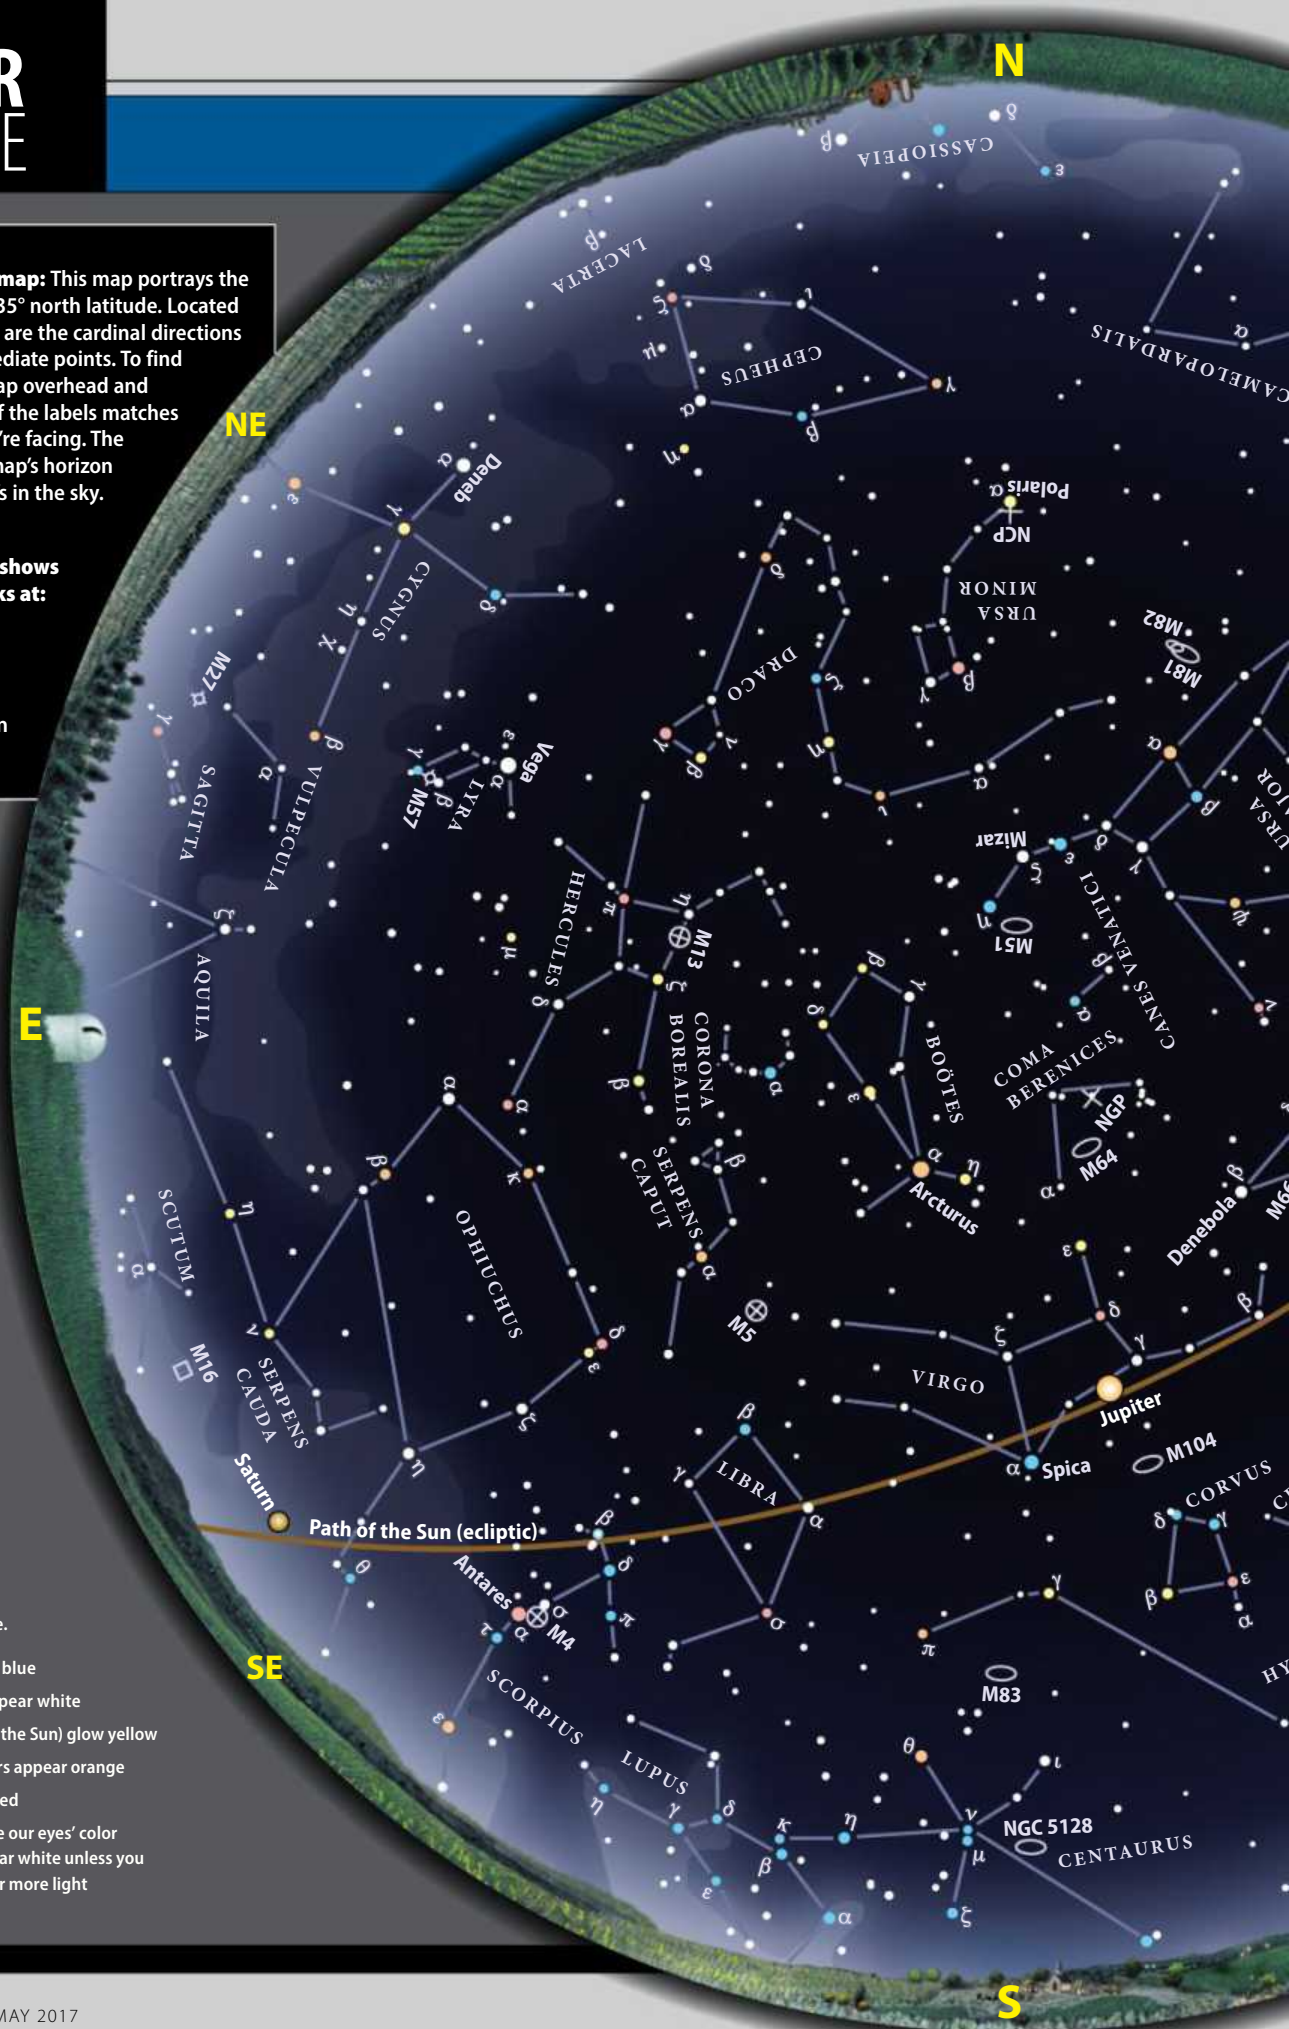 R
E
map: This map portrays the
35° north latitude. Located
are the cardinal directions
ediate points. To find
ap overhead and
f the labels matches
're facing. The
map's horizon
s in the sky.
shows
ks at:
n
e.
blue
pear white
the Sun) glow yellow
rs appear orange
ed
e our eyes' color
ar white unless you
r more light
MAY 2017
N
NE
E
SE
S
β
CASSIOPEIA
δ
ε
LACERTA
β
δ
ζ
μ
ι
CEPHEUS
α
β
γ
η
CAMELOPARDALIS
α
α
Deneb
ε
γ
CYGNUS
δ
η
χ
β
α Polaris
NCP
URSA
MINOR
β
γ
M82
M81
DRACO
δ
ζ
η
ι
α
γ
β
ν
M27
γ
SAGITTA
α
VULPECULA
ε
Vega
α
γ
β
M57
LYRA
α
β
URSA
JOR
Mizar
ζ
ε
δ
γ
η
M51
ψ
ν
CANES VENATICI
β
α
HERCULES
π
η
M13
ζ
μ
δ
β
α
ζ
AQUILA
CORONA
BOREALIS
α
β
γ
δ
BOÖTES
ε
α
η
Arcturus
COMA
BERENICES
NGP
M64
α
β
Denebola
M66
SERPENS
CAPUT
β
α
M5
α
β
κ
OPHIUCHUS
η
ν
δ
ε
ζ
η
θ
SCUTUM
α
M16
SERPENS
CAUDA
Saturn
Path of the Sun (ecliptic)
ε
δ
ζ
γ
β
VIRGO
Jupiter
α
Spica
M104
β
γ
LIBRA
α
σ
CORVUS
δ
γ
β
ε
α
Antares
β
δ
π
σ
α
M4
τ
SCORPIUS
ε
γ
π
HY
M83
LUPUS
η
γ
δ
ε
κ
β
α
η
θ
ι
ν
μ
ζ
NGC 5128
CENTAURUS